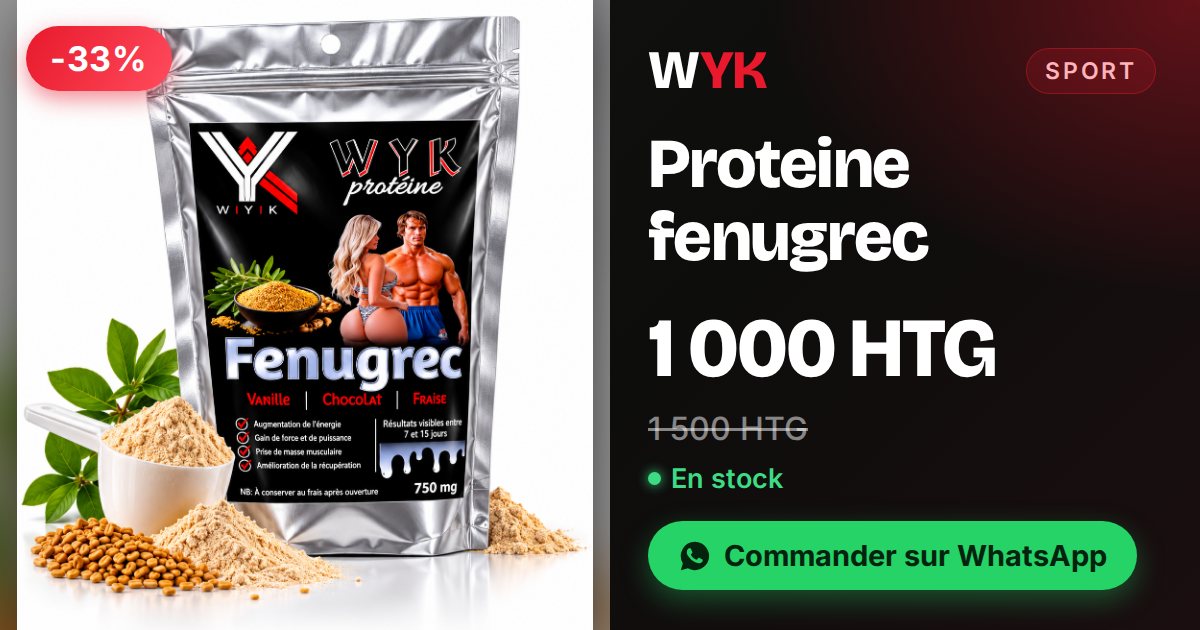 -33%
W|Y|K
WYK
protéine
Fenugrec
Vanille | Chocolat | Fraise
Augmentation de l'énergie
Gain de force et de puissance
Prise de masse musculaire
Amélioration de la récupération
Résultats visibles entre
7 et 15 jours
NB: À conserver au frais après ouverture
750 mg
WYK
SPORT
Proteine
fenugrec
1 000 HTG
1 500 HTG
En stock
Commander sur WhatsApp